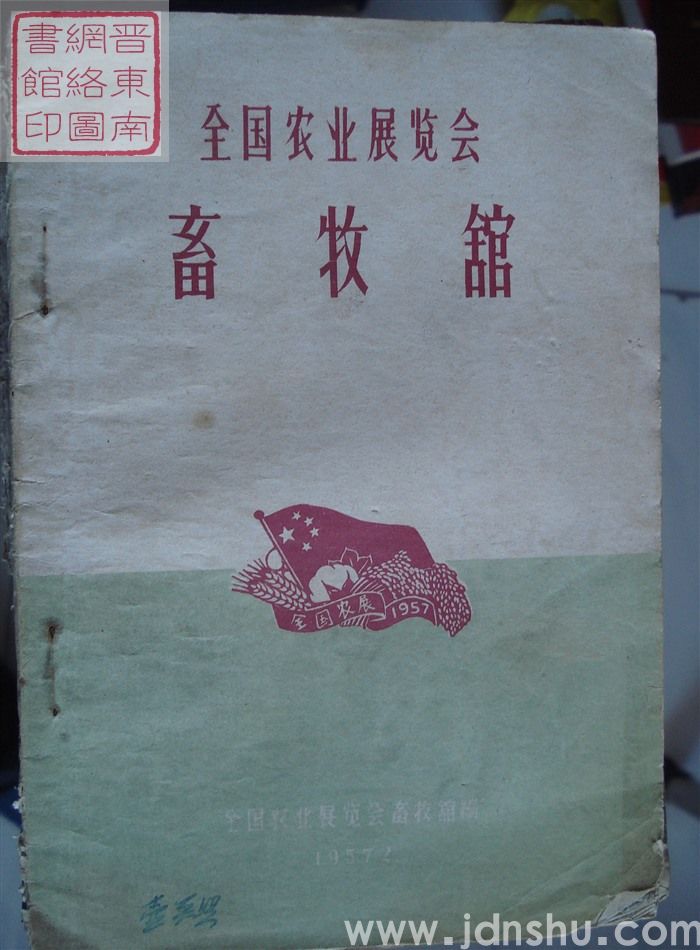 晋東南
網絡圖
書館印
全国农业展览会
畜牧舘
全国农展 1957
全国农业展览会畜牧舘编
1957.2
www.jdnshu.com